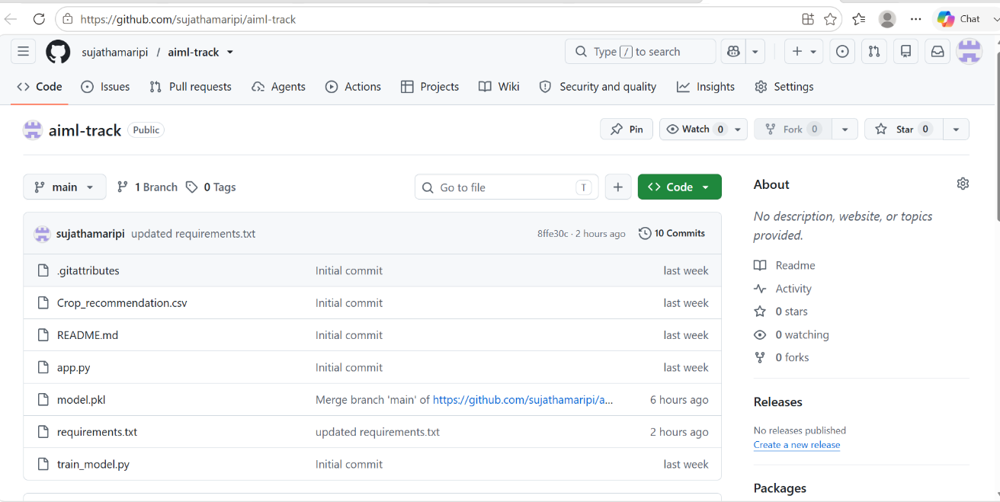 https://github.com/sujathamaripi/aiml-track
Chat
sujathamaripi / aiml-track
Type / to search
Code Issues Pull requests Agents Actions Projects Wiki Security and quality Insights Settings
aiml-track Public
Pin Watch 0 Fork 0 Star 0
main 1 Branch 0 Tags
Go to file T + Code
sujathamaripi updated requirements.txt 8ffe30c · 2 hours ago 10 Commits
.gitattributes Initial commit last week
Crop_recommendation.csv Initial commit last week
README.md Initial commit last week
app.py Initial commit last week
model.pkl Merge branch 'main' of https://github.com/sujathamaripi/a... 6 hours ago
requirements.txt updated requirements.txt 2 hours ago
train_model.py Initial commit last week
About
No description, website, or topics
provided.
Readme
Activity
0 stars
0 watching
0 forks
Releases
No releases published
Create a new release
Packages